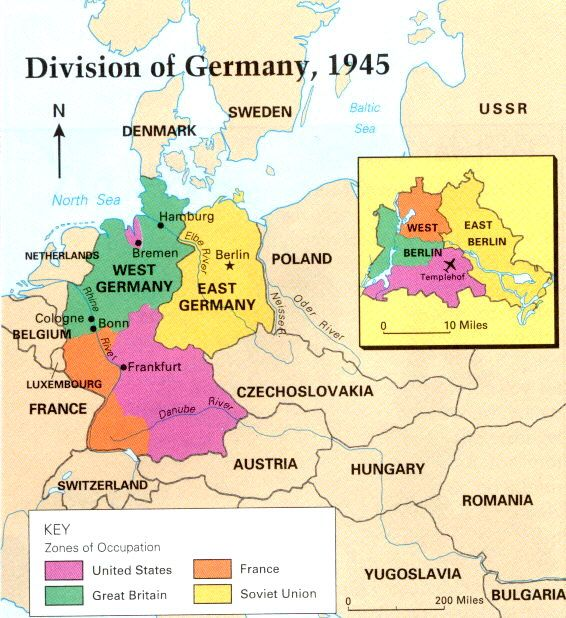 Division of Germany, 1945
N
SWEDEN
Baltic
Sea
USSR
DENMARK
North Sea
Hamburg
Elbe River
NETHERLANDS
Bremen
Berlin
POLAND
WEST
GERMANY
EAST
GERMANY
Rhine
River
Neisse R.
Oder River
Cologne
Bonn
BELGIUM
Frankfurt
LUXEMBOURG
FRANCE
CZECHOSLOVAKIA
Danube River
AUSTRIA
HUNGARY
SWITZERLAND
ROMANIA
YUGOSLAVIA
BULGARIA
WEST
BERLIN
EAST
BERLIN
Templehof
0 10 Miles
KEY
Zones of Occupation
United States
France
Great Britain
Soviet Union
0 200 Miles